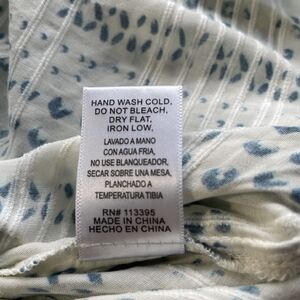 HAND WASH COLD,
DO NOT BLEACH,
DRY FLAT,
IRON LOW.
LAVADO A MANO
CON AGUA FRIA,
NO USE BLANQUEADOR,
SECAR SOBRE UNA MESA,
PLANCHADO A
TEMPERATURA TIBIA
RN# 113395
MADE IN CHINA
HECHO EN CHINA